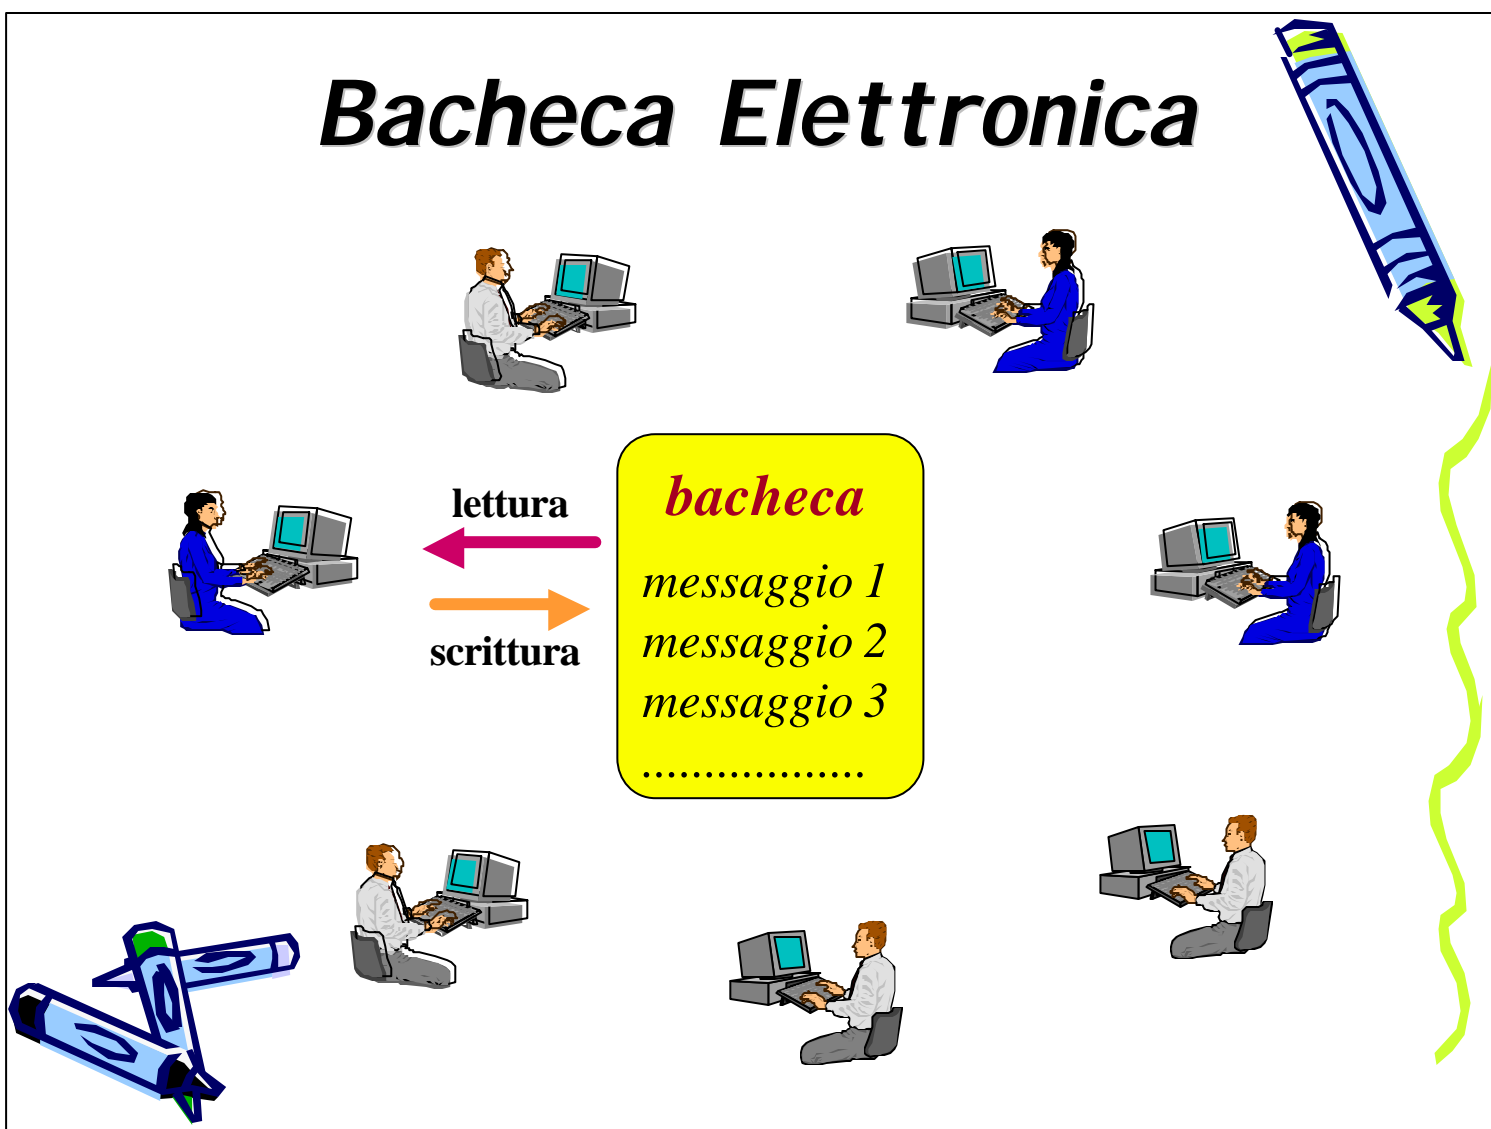 Bacheca Elettronica
lettura
scrittura
bacheca
messaggio 1
messaggio 2
messaggio 3
..................